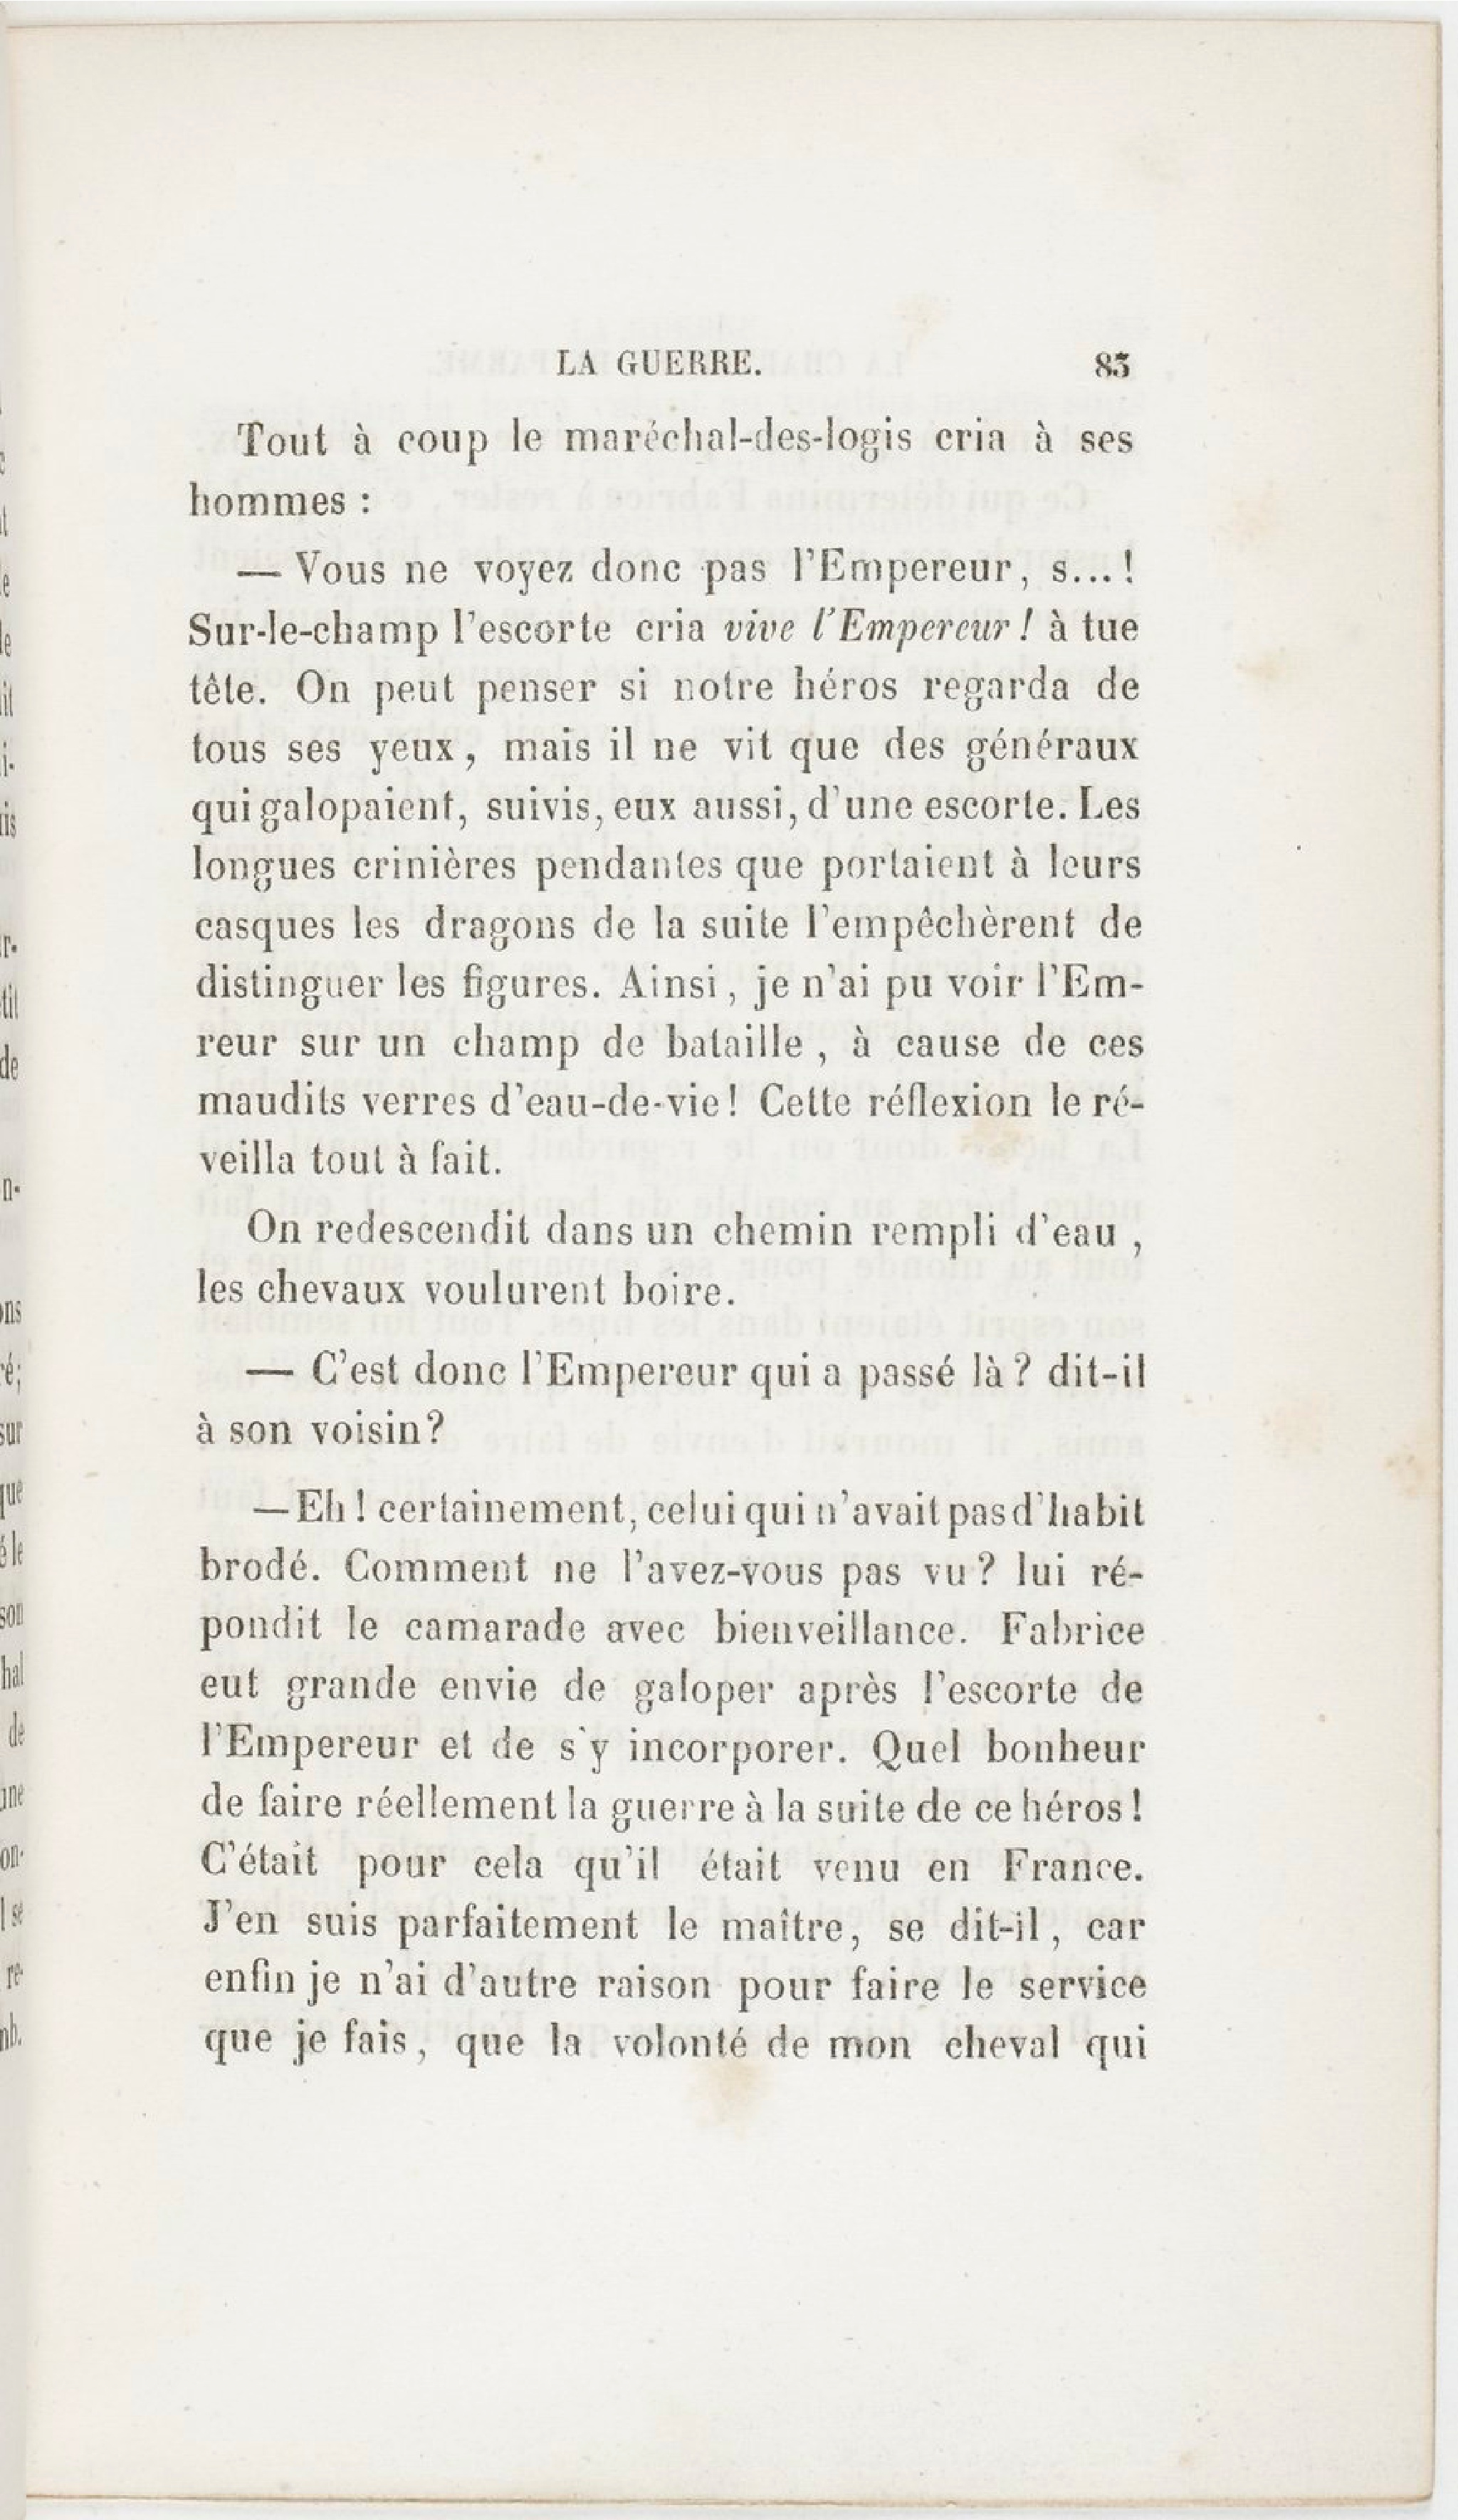 LA GUERRE. 83
Tout à coup le maréchal-des-logis cria à ses
hommes :
— Vous ne voyez donc pas l'Empereur, s...!
Sur-le-champ l'escorte cria vive l'Empereur! à tue
tête. On peut penser si notre héros regarda de
tous ses yeux, mais il ne vit que des généraux
qui galopaient, suivis, eux aussi, d'une escorte. Les
longues crinières pendantes que portaient à leurs
casques les dragons de la suite l'empêchèrent de
distinguer les figures. Ainsi, je n'ai pu voir l'Em-
reur sur un champ de bataille, à cause de ces
maudits verres d'eau-de-vie! Cette réflexion le ré-
veilla tout à fait.
On redescendit dans un chemin rempli d'eau,
les chevaux voulurent boire.
— C'est donc l'Empereur qui a passé là? dit-il
à son voisin?
— Eh! certainement, celui qui n'avait pas d'habit
brodé. Comment ne l'avez-vous pas vu? lui ré-
pondit le camarade avec bienveillance. Fabrice
eut grande envie de galoper après l'escorte de
l'Empereur et de s'y incorporer. Quel bonheur
de faire réellement la guerre à la suite de ce héros!
C'était pour cela qu'il était venu en France.
J'en suis parfaitement le maître, se dit-il, car
enfin je n'ai d'autre raison pour faire le service
que je fais, que la volonté de mon cheval qui